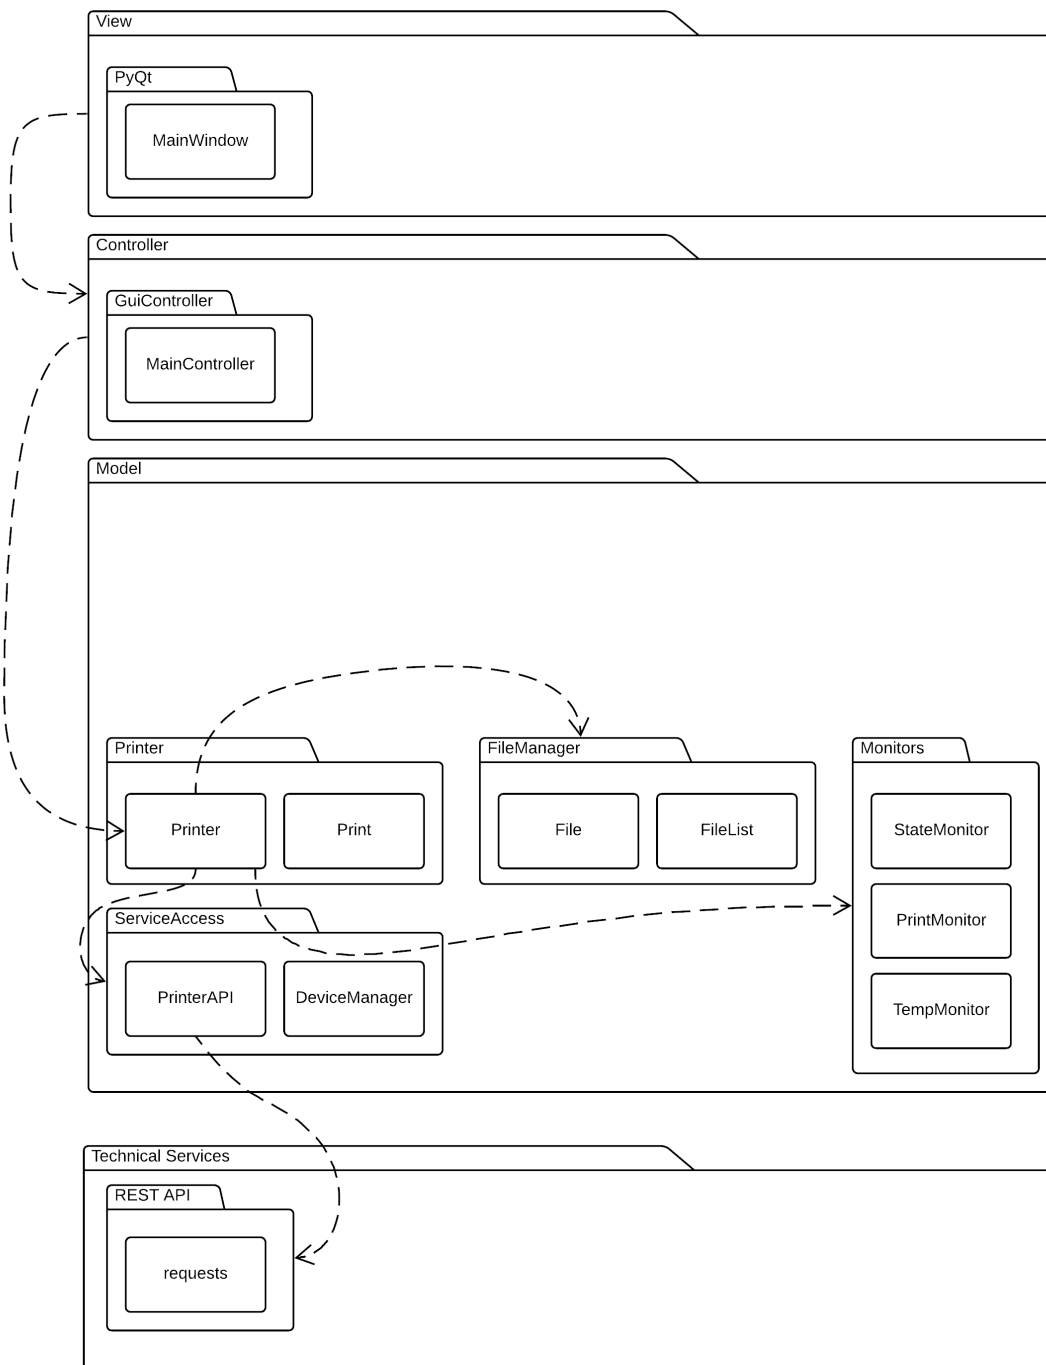 View
PyQt
MainWindow
Controller
GuiController
MainController
Model
Printer
FileManager
Monitors
Printer
Print
File
FileList
StateMonitor
PrintMonitor
ServiceAccess
PrinterAPI
DeviceManager
TempMonitor
Technical Services
REST API
requests